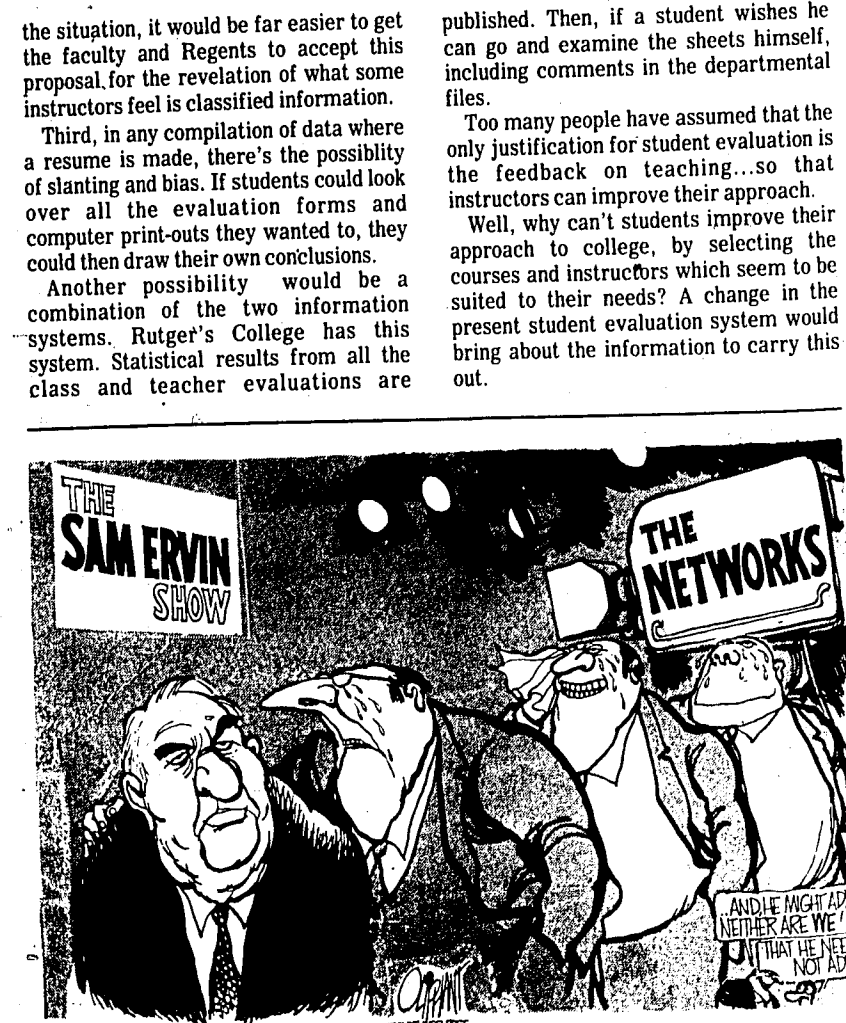 the situation, it would be far easier to get
the faculty and Regents to accept this
proposal, for the revelation of what some
instructors feel is classified information.
Third, in any compilation of data where
a resume is made, there's the possiblity
of slanting and bias. If students could look
over all the evaluation forms and
computer print-outs they wanted to, they
could then draw their own conclusions.
Another possibility would be a
combination of the two information
systems. Rutger's College has this
system. Statistical results from all the
class and teacher evaluations are
published. Then, if a student wishes he
can go and examine the sheets himself,
including comments in the departmental
files.
Too many people have assumed that the
only justification for student evaluation is
the feedback on teaching...so that
instructors can improve their approach.
Well, why can't students improve their
approach to college, by selecting the
courses and instructors which seem to be
suited to their needs? A change in the
present student evaluation system would
bring about the information to carry this
out.
THE
SAM ERVIN
SHOW
THE
NETWORKS
AND, HE MIGHT AD
NEITHER ARE WE!
THAT HE NEE
NOT AD
OLIPHANT